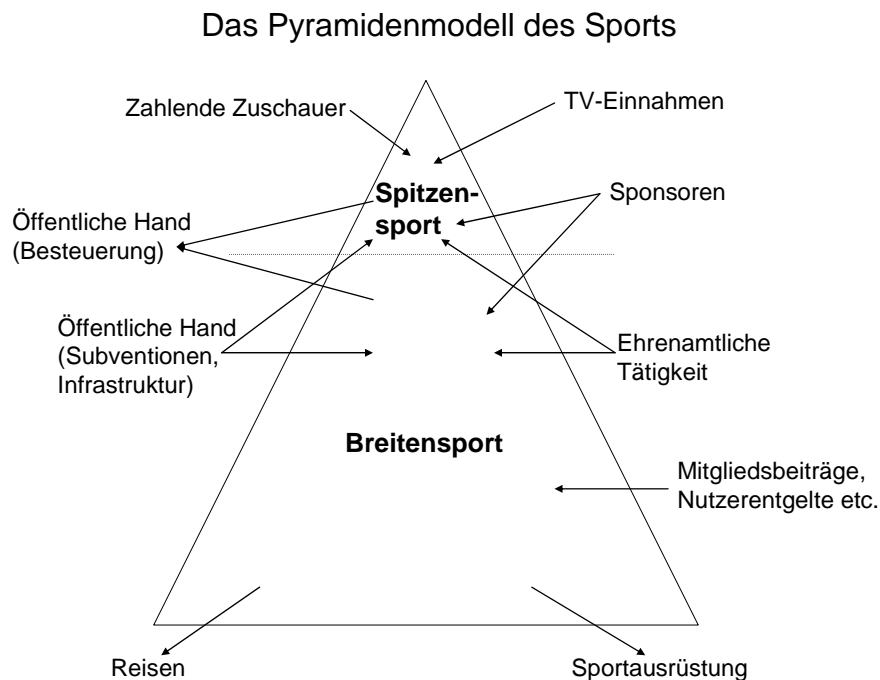 Das Pyramidenmodell des Sports
Zahlende Zuschauer
TV-Einnahmen
Spitzen-
sport
Sponsoren
Öffentliche Hand
(Besteuerung)
Öffentliche Hand
(Subventionen,
Infrastruktur)
Ehrenamtliche
Tätigkeit
Breitensport
Mitgliedsbeiträge,
Nutzerentgelte etc.
Reisen
Sportausrüstung